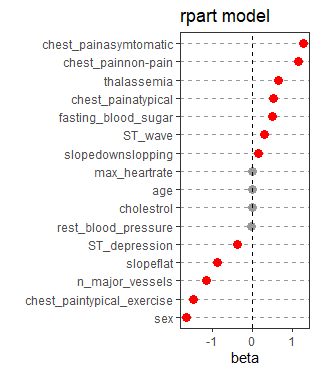 rpart model
chest_painasymtomatic
chest_painnon-pain
thalassemia
chest_painatypical
fasting_blood_sugar
ST_wave
slopedownslopping
max_heartrate
age
cholestrol
rest_blood_pressure
ST_depression
slopeflat
n_major_vessels
chest_paintypical_exercise
sex
-1 0 1
beta